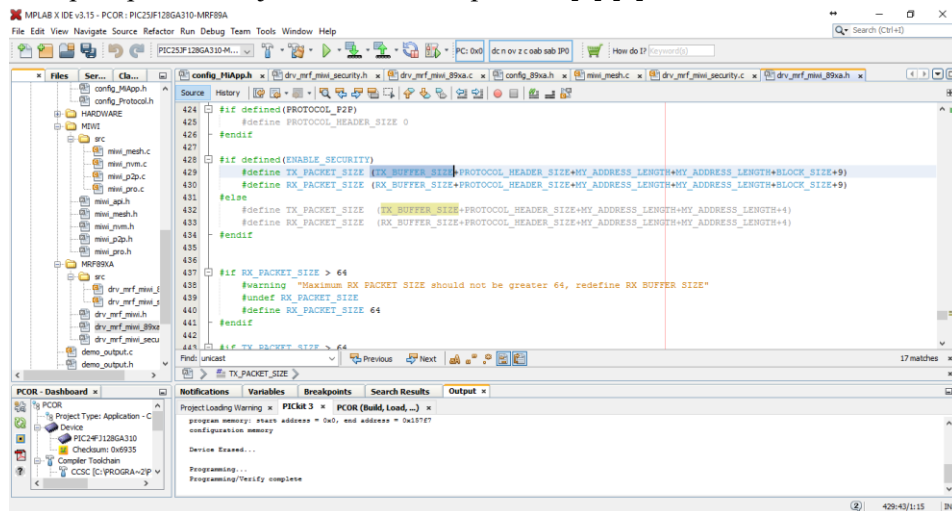 MPLAB X IDE v3.15 - PCOR : PIC25JF128GA310-MRF89A
File Edit View Navigate Source Refactor Run Debug Team Tools Window Help
Search (Ctrl+I)
PIC25JF128GA310-M...
PC: 0x0
dc n ov z c oab sab IP0
How do I?
Keyword(s)
Files
Ser...
Cla...
config_MiApp.h
drv_mrf_miwi_security.h
drv_mrf_miwi_89xa.c
config_89xa.h
miwi_mesh.c
drv_mrf_miwi_security.c
drv_mrf_miwi_89xa.h
config_MiApp.h
config_Protocol.h
HARDWARE
MIWI
src
miwi_mesh.c
miwi_nvm.c
miwi_p2p.c
miwi_pro.c
miwi_api.h
miwi_mesh.h
miwi_nvm.h
miwi_p2p.h
miwi_pro.h
MRF89XA
src
drv_mrf_miwi.h
drv_mrf_miwi_89xa
drv_mrf_miwi_secu
demo_output.c
demo_output.h
Source
History
424 #if defined(PROTOCOL_P2P)
425 #define PROTOCOL_HEADER_SIZE 0
426 #endif
427
428 #if defined(ENABLE_SECURITY)
429 #define TX_PACKET_SIZE (TX_BUFFER_SIZE+PROTOCOL_HEADER_SIZE+MY_ADDRESS_LENGTH+MY_ADDRESS_LENGTH+BLOCK_SIZE+9)
430 #define RX_PACKET_SIZE (RX_BUFFER_SIZE+PROTOCOL_HEADER_SIZE+MY_ADDRESS_LENGTH+MY_ADDRESS_LENGTH+BLOCK_SIZE+9)
431 #else
432 #define TX_PACKET_SIZE (TX_BUFFER_SIZE+PROTOCOL_HEADER_SIZE+MY_ADDRESS_LENGTH+MY_ADDRESS_LENGTH+4)
433 #define RX_PACKET_SIZE (RX_BUFFER_SIZE+PROTOCOL_HEADER_SIZE+MY_ADDRESS_LENGTH+MY_ADDRESS_LENGTH+4)
434 #endif
435
436
437 #if RX_PACKET_SIZE > 64
438 #warning "Maximum RX PACKET SIZE should not be greater 64, redefine RX BUFFER SIZE"
439 #undef RX_PACKET_SIZE
440 #define RX_PACKET_SIZE 64
441 #endif
442
443 #if TX_PACKET_SIZE > 64
Find: unicast
Previous
Next
17 matches
TX_PACKET_SIZE
PCOR - Dashboard
PCOR
Project Type: Application - C
Device
PIC24FJ128GA310
Checksum: 0x6935
Compiler Toolchain
CCSC [C:\PROGRA~2\P
Notifications
Variables
Breakpoints
Search Results
Output
Project Loading Warning
PICkit 3
PCOR (Build, Load, ...)
program memory: start address = 0x0, end address = 0x157f7
configuration memory
Device Erased...
Programming...
Programming/Verify complete
2
429:43/1:15